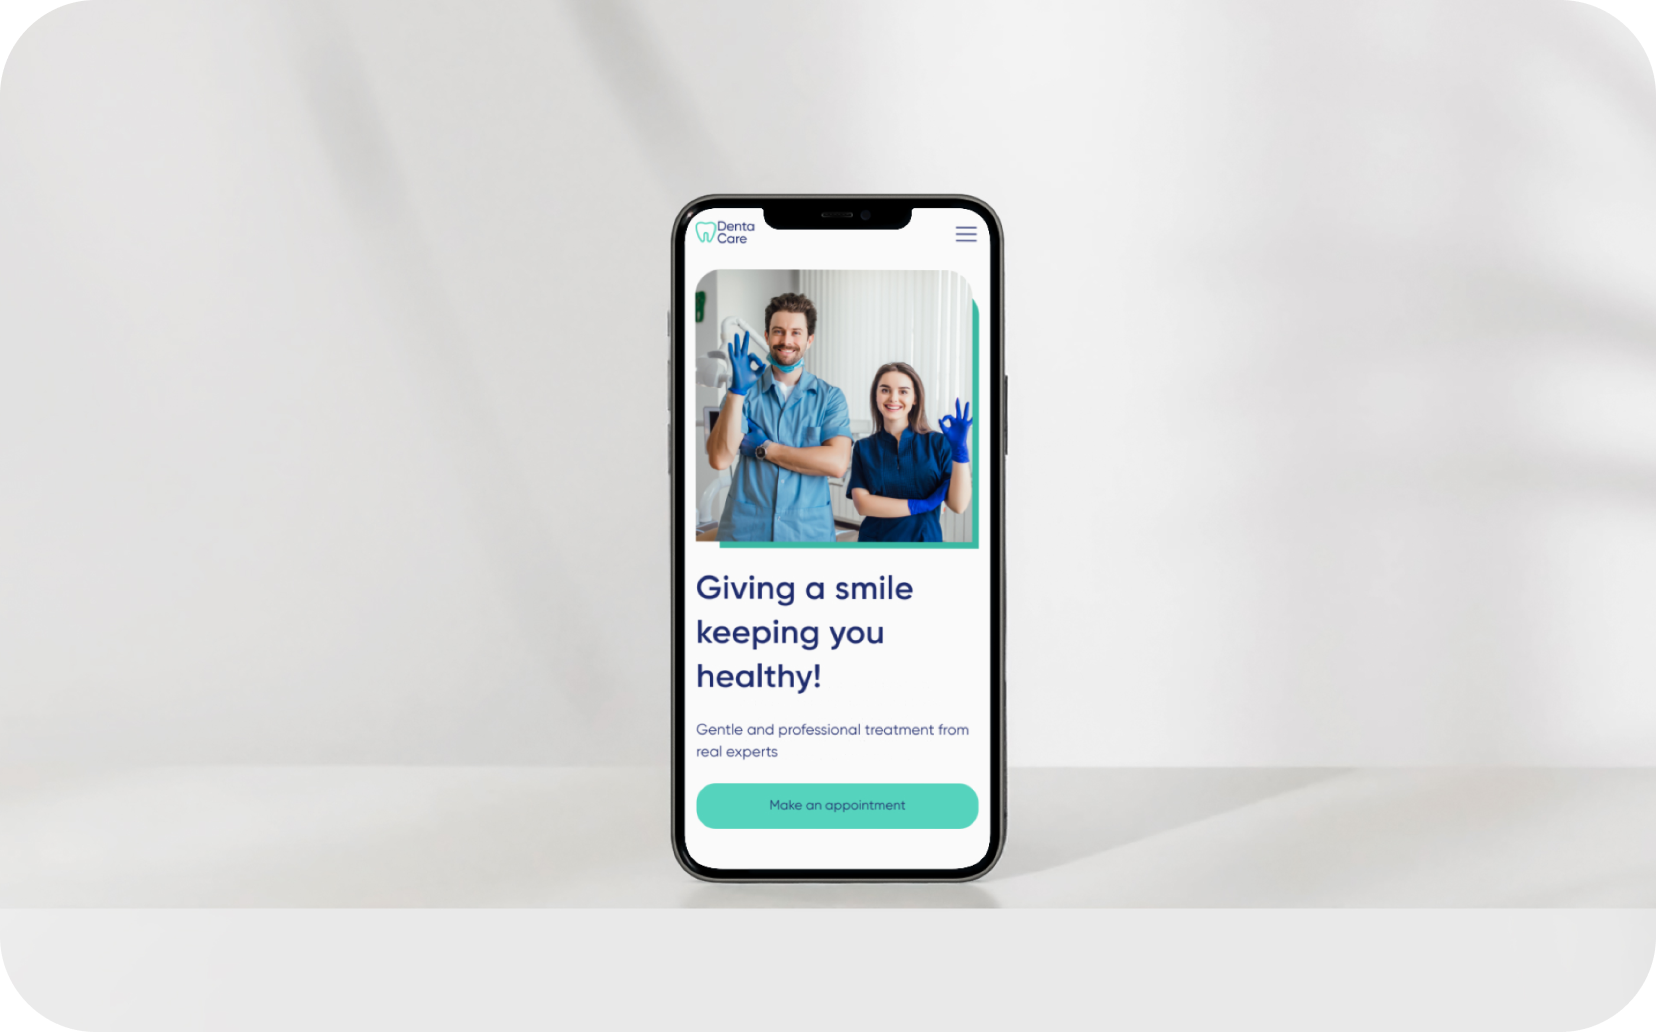 Denta
Care
Giving a smile
keeping you
healthy!
Gentle and professional treatment from
real experts
Make an appointment